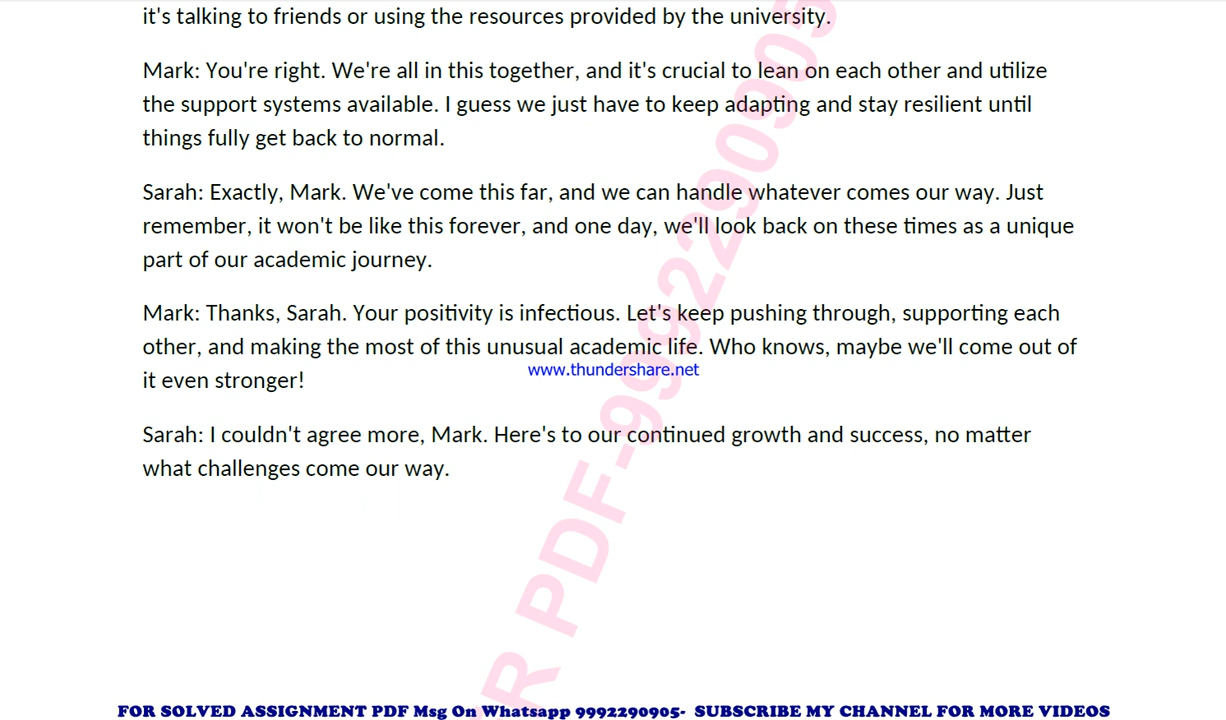 it's talking to friends or using the resources provided by the university.
Mark: You're right. We're all in this together, and it's crucial to lean on each other and utilize
the support systems available. I guess we just have to keep adapting and stay resilient until
things fully get back to normal.
Sarah: Exactly, Mark. We've come this far, and we can handle whatever comes our way. Just
remember, it won't be like this forever, and one day, we'll look back on these times as a unique
part of our academic journey.
Mark: Thanks, Sarah. Your positivity is infectious. Let's keep pushing through, supporting each
other, and making the most of this unusual academic life. Who knows, maybe we'll come out of
www.thundershare.net
it even stronger!
Sarah: I couldn't agree more, Mark. Here's to our continued growth and success, no matter
what challenges come our way.
R PDF-9992290905
FOR SOLVED ASSIGNMENT PDF Msg On Whatsapp 9992290905- SUBSCRIBE MY CHANNEL FOR MORE VIDEOS